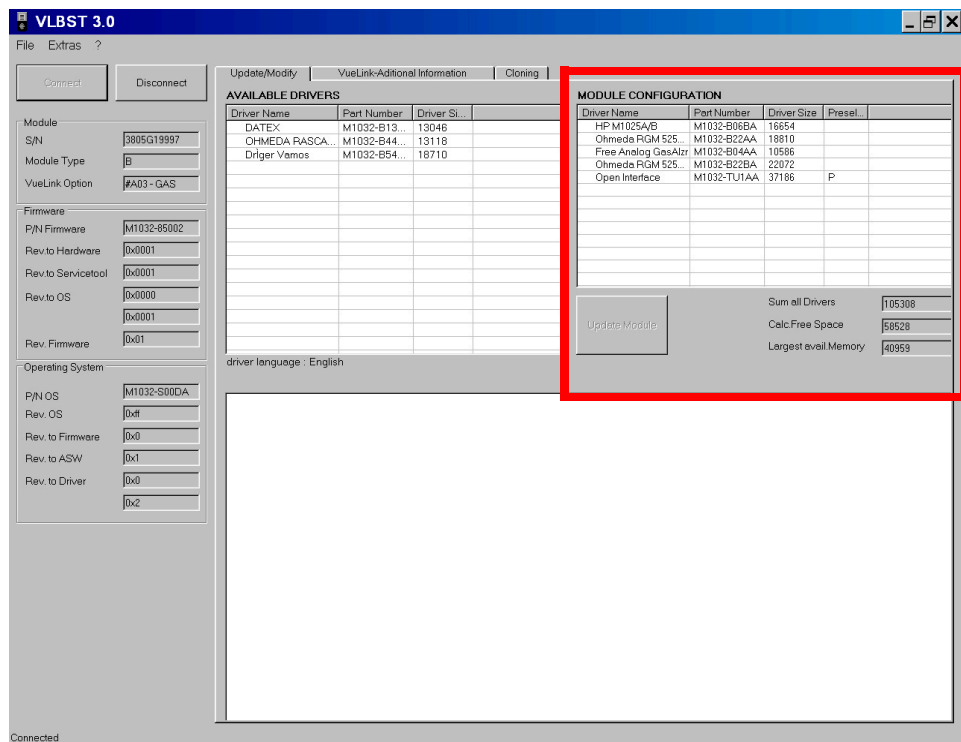 VLBST 3.0
File Extras ?
Connect Disconnect
Update/Modify VueLink-Aditional Information Cloning
Module
S/N 3805G19997
Module Type B
VueLink Option #A03 - GAS
Firmware
P/N Firmware M1032-85002
Rev.to Hardware 0x0001
Rev.to Servicetool 0x0001
Rev.to OS 0x0000
0x0001
Rev. Firmware 0x01
Operating System
P/N OS M1032-S00DA
Rev. OS 0xff
Rev. to Firmware 0x0
Rev. to ASW 0x1
Rev. to Driver 0x0
0x2
AVAILABLE DRIVERS
Driver Name Part Number Driver Si...
DATEX M1032-B13... 13046
OHMEDA RASCA... M1032-B44... 13118
Drlger Vamos M1032-B54... 18710
driver language : English
MODULE CONFIGURATION
Driver Name Part Number Driver Size Presel...
HP M1025A/B M1032-B06BA 16654
Ohmeda RGM 525... M1032-B22AA 18810
Free Analog GasAlzr M1032-B04AA 10586
Ohmeda RGM 525... M1032-B22BA 22072
Open Interface M1032-TU1AA 37186 P
Update Module
Sum all Drivers 105308
Calc.Free Space 58528
Largest avail.Memory 40959
Connected